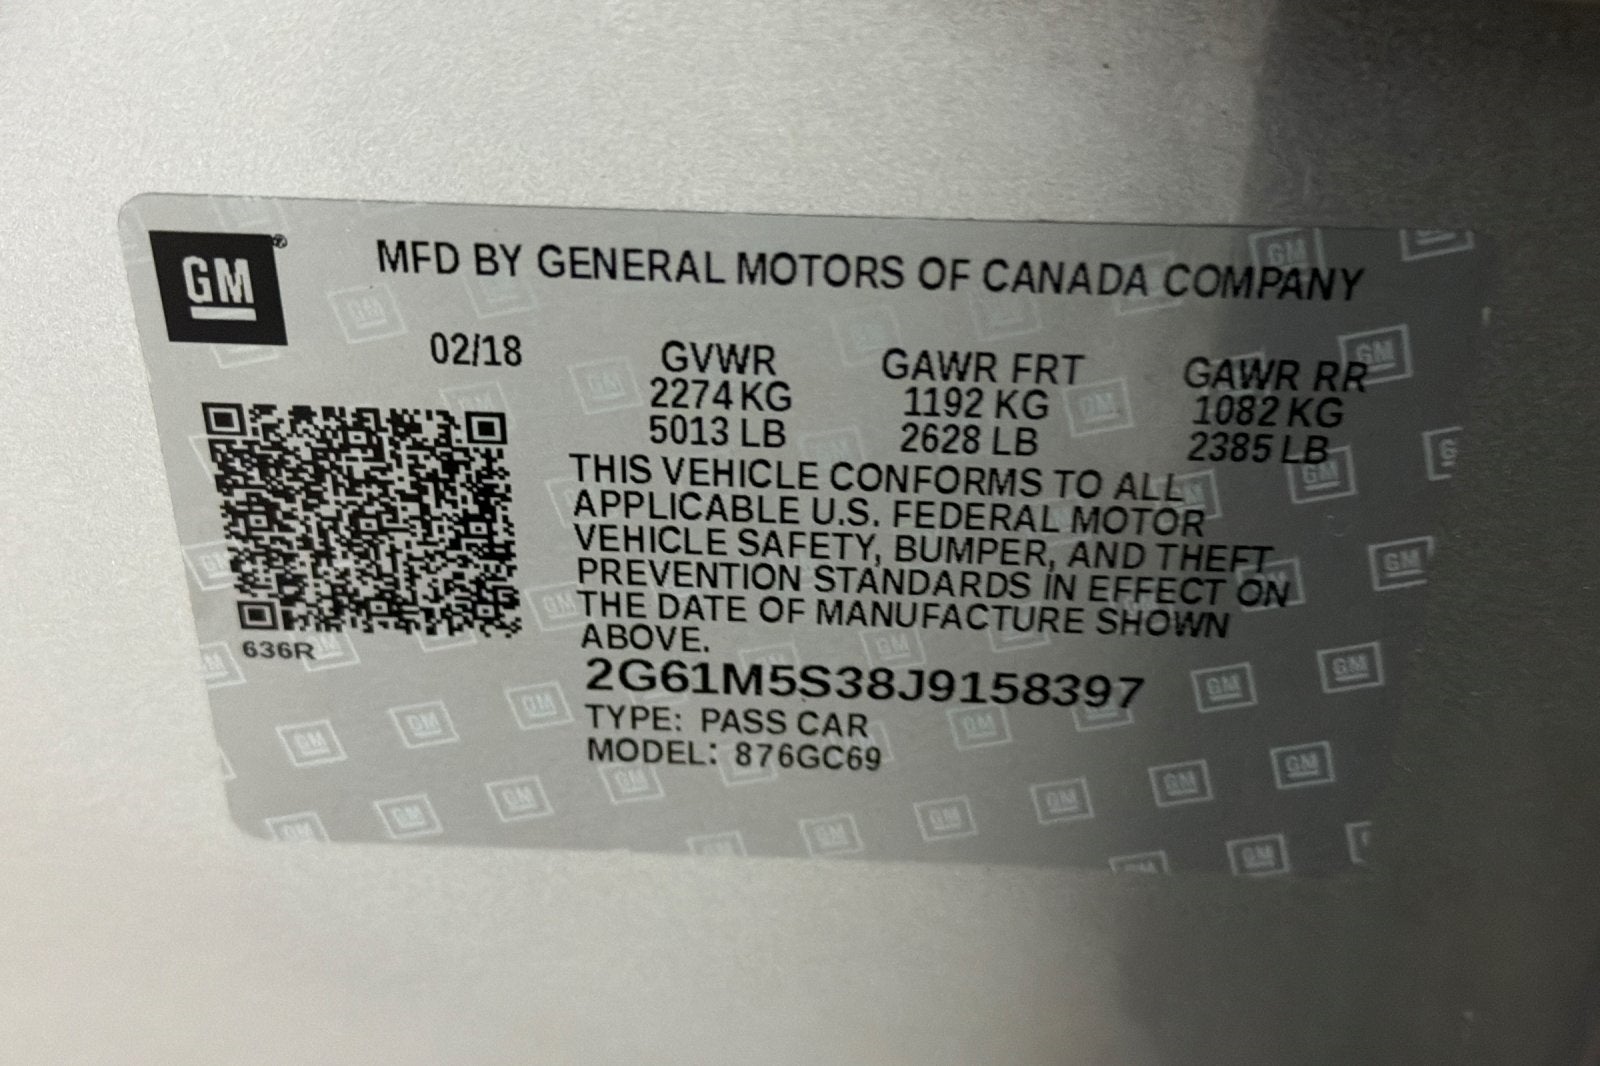 GM®
MFD BY GENERAL MOTORS OF CANADA COMPANY
02/18
GVWR GAWR FRT GAWR RR
2274 KG 1192 KG 1082 KG
5013 LB 2628 LB 2385 LB
THIS VEHICLE CONFORMS TO ALL
APPLICABLE U.S. FEDERAL MOTOR
VEHICLE SAFETY, BUMPER, AND THEFT
PREVENTION STANDARDS IN EFFECT ON
THE DATE OF MANUFACTURE SHOWN
ABOVE.
636R
2G61M5S38J9158397
TYPE: PASS CAR
MODEL: 876GC69